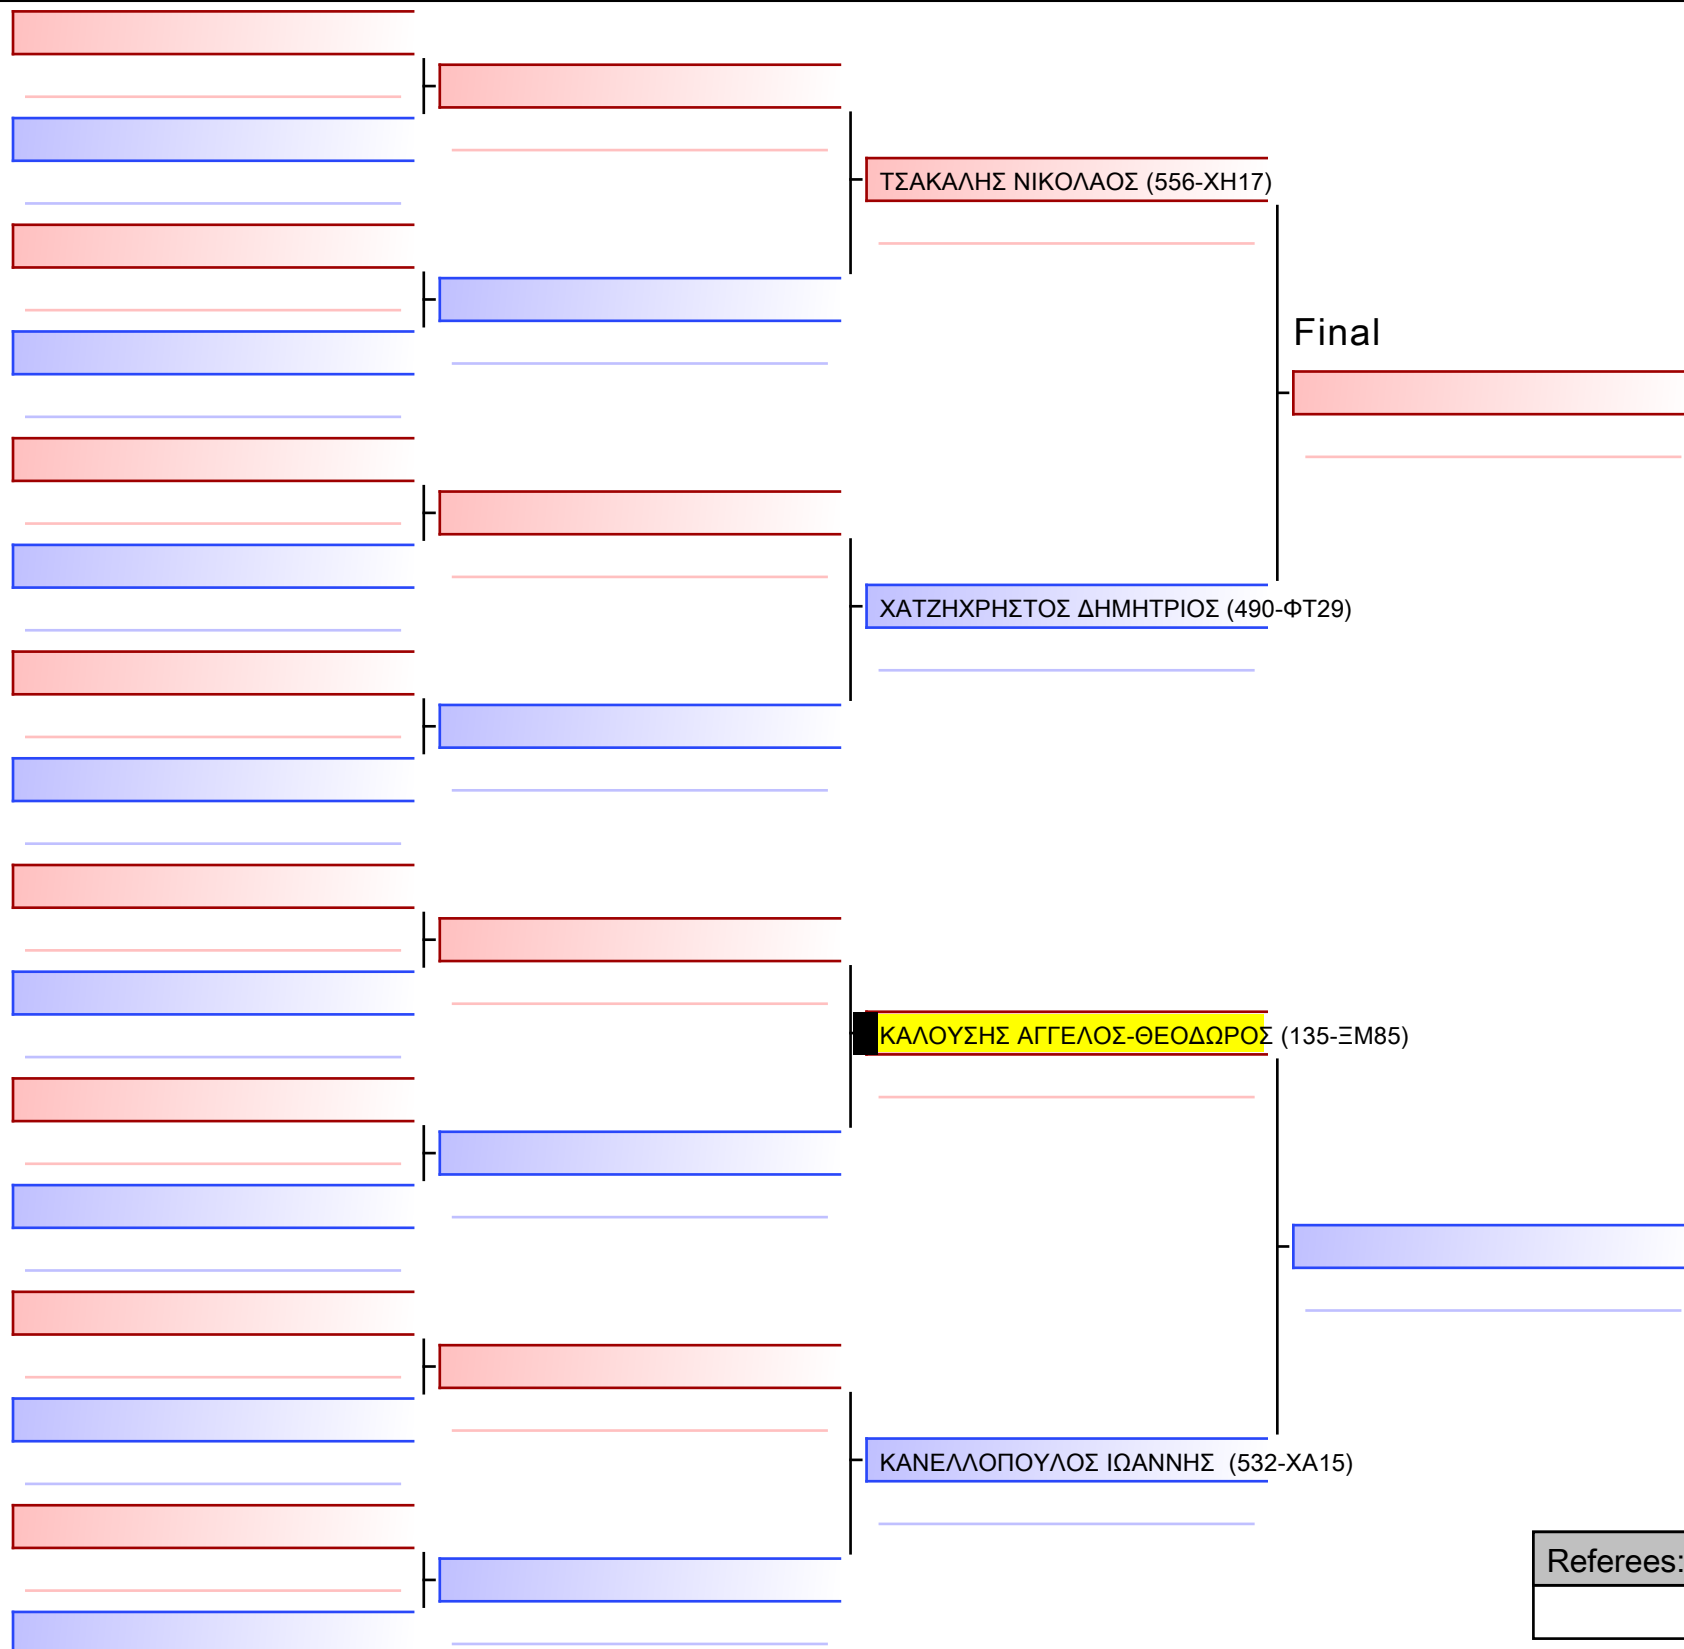 ΤΣΑΚΑΛΗΣ ΝΙΚΟΛΑΟΣ (556-ΧΗ17)
Final
ΧΑΤΖΗΧΡΗΣΤΟΣ ΔΗΜΗΤΡΙΟΣ (490-ΦΤ29)
ΚΑΛΟΥΣΗΣ ΑΓΓΕΛΟΣ-ΘΕΟΔΩΡΟΣ (135-ΞΜ85)
ΚΑΝΕΛΛΟΠΟΥΛΟΣ ΙΩΑΝΝΗΣ  (532-ΧΑ15)
Referees: